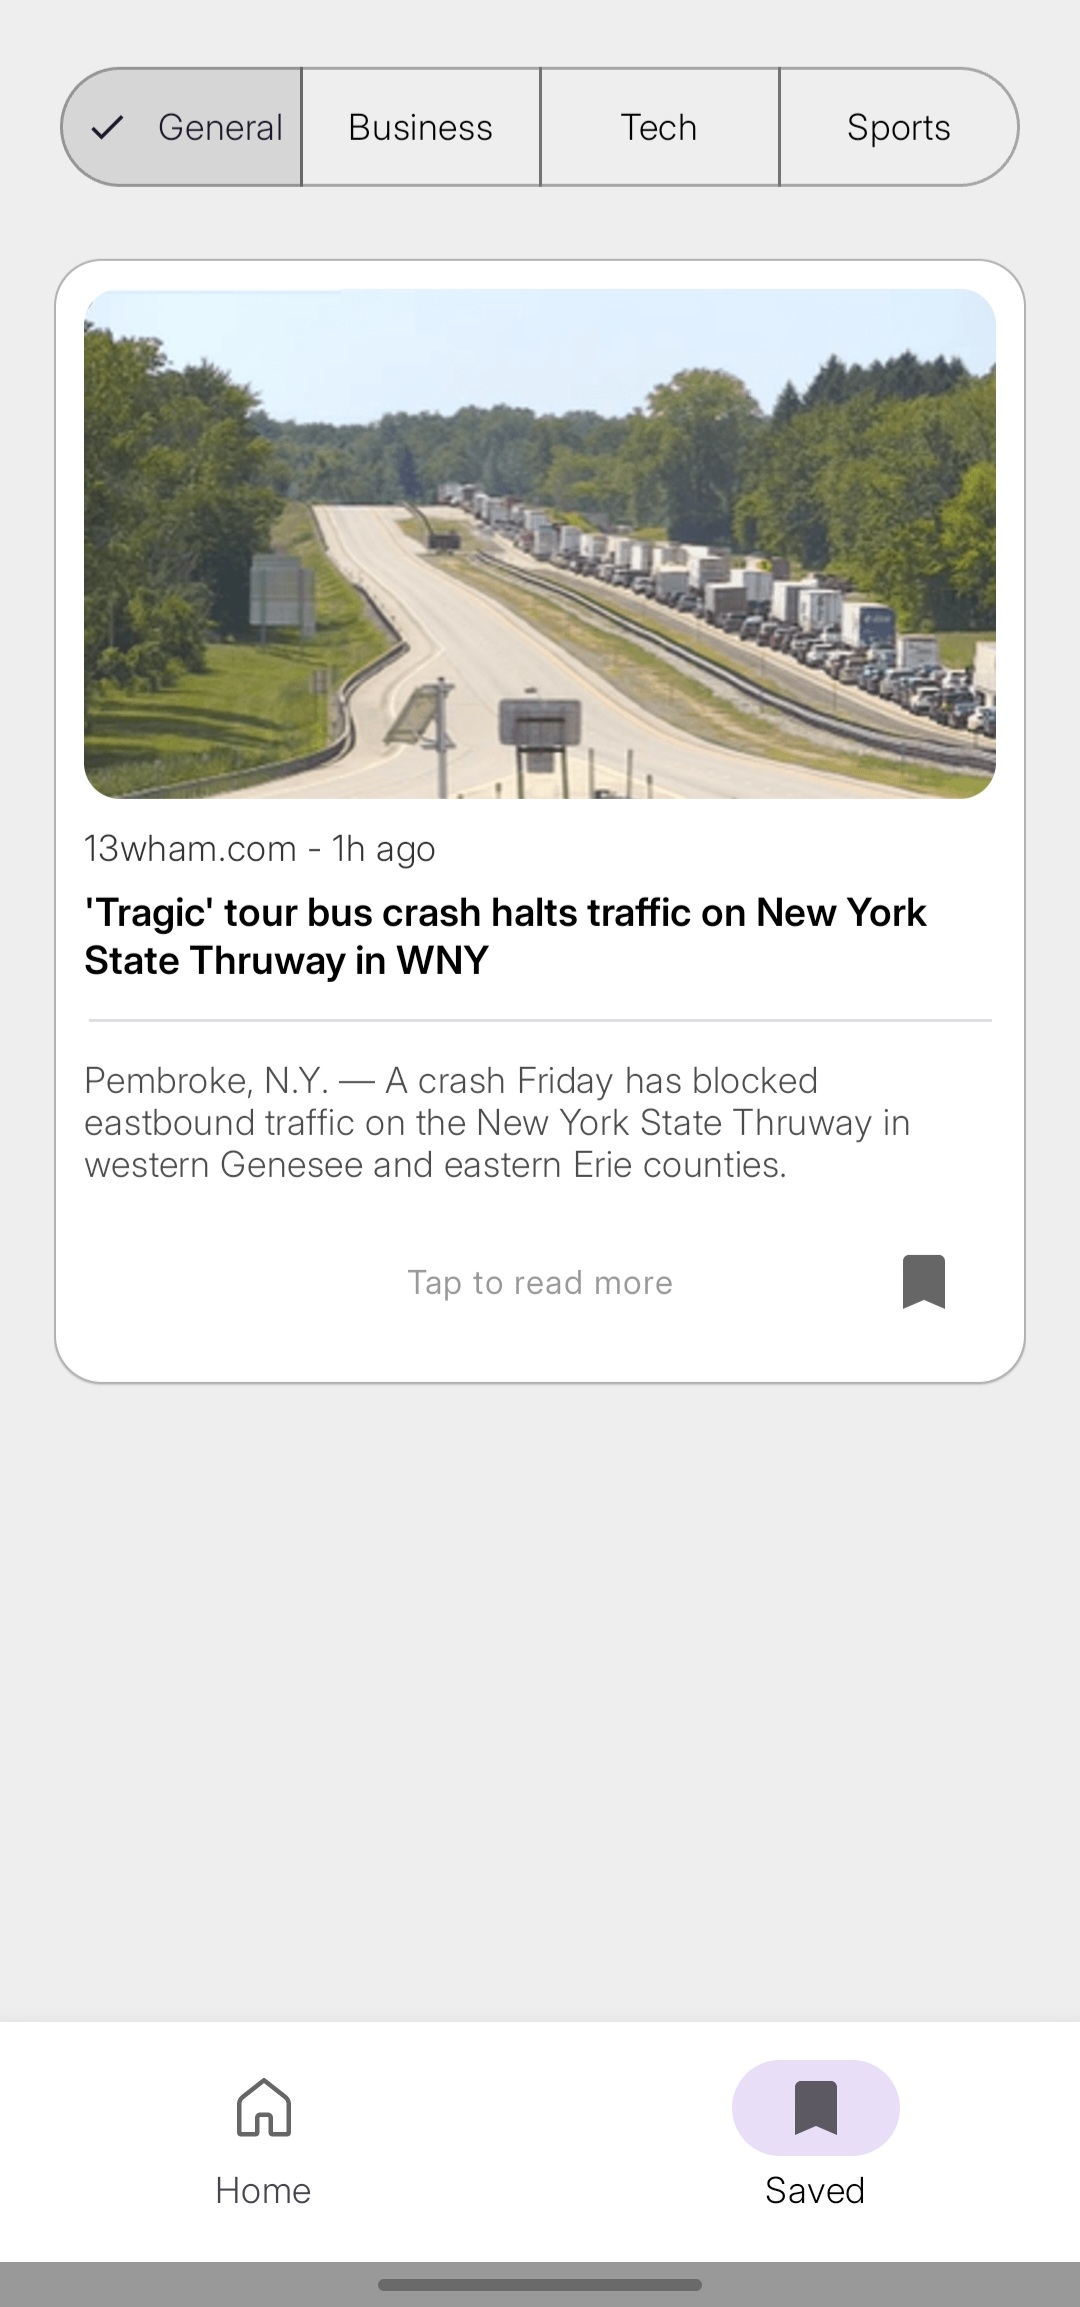 General
Business
Tech
Sports
13wham.com - 1h ago
'Tragic' tour bus crash halts traffic on New York
State Thruway in WNY
Pembroke, N.Y. — A crash Friday has blocked
eastbound traffic on the New York State Thruway in
western Genesee and eastern Erie counties.
Tap to read more
Home
Saved